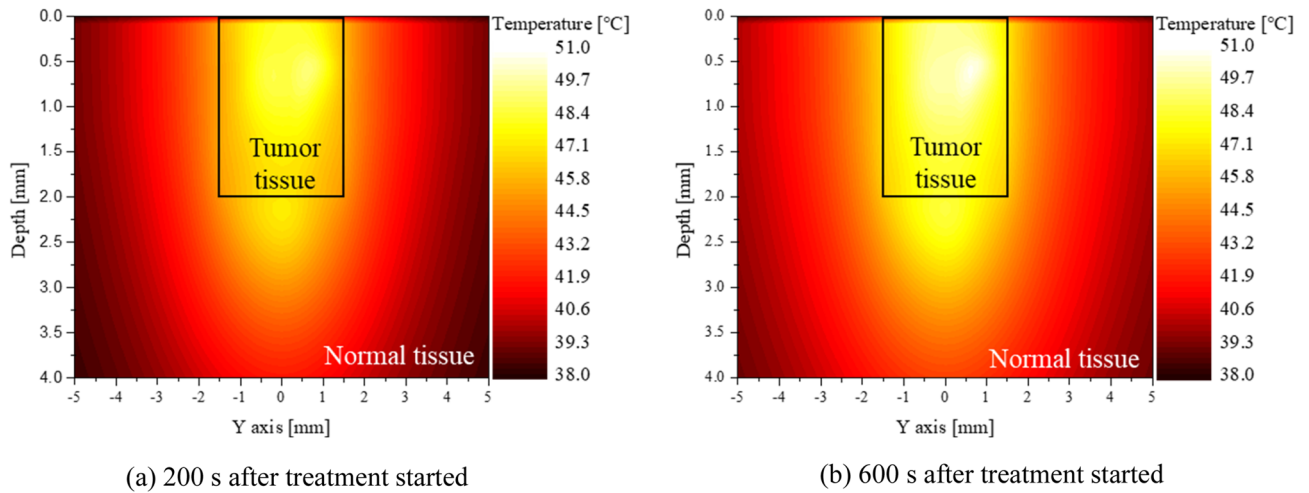 Temperature [°C]
0.0
0.5
1.0
1.5
2.0
2.5
3.0
3.5
4.0
Depth [mm]
Tumor
tissue
Normal tissue
51.0
49.7
48.4
47.1
45.8
44.5
43.2
41.9
40.6
39.3
38.0
-5 -4 -3 -2 -1 0 1 2 3 4 5
Y axis [mm]
(a) 200 s after treatment started
Temperature [°C]
0.0
0.5
1.0
1.5
2.0
2.5
3.0
3.5
4.0
Depth [mm]
Tumor
tissue
Normal tissue
51.0
49.7
48.4
47.1
45.8
44.5
43.2
41.9
40.6
39.3
38.0
-5 -4 -3 -2 -1 0 1 2 3 4 5
Y axis [mm]
(b) 600 s after treatment started